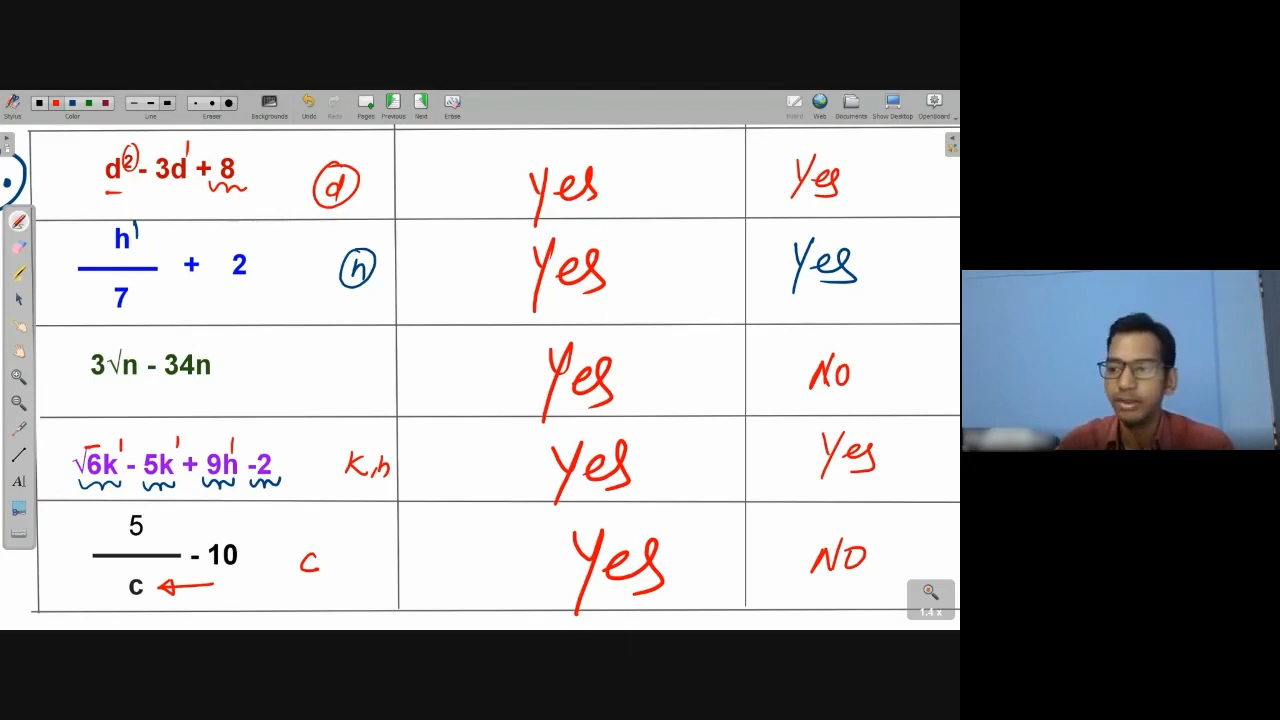 Stylus Color Line Eraser Backgrounds Undo Redo Pages Previous Next Erase Board Web Documents Show Desktop OpenBoard
d² - 3d¹ + 8 d yes Yes
h¹
7
+ 2 h yes Yes
3√n - 34n yes NO
√6k¹ - 5k¹ + 9h¹ -2 K,h yes Yes
5
c
- 10 c yes NO
1.4 x